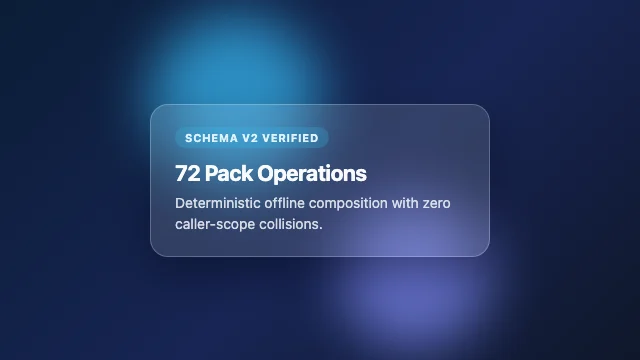 SCHEMA V2 VERIFIED
72 Pack Operations
Deterministic offline composition with zero
caller-scope collisions.